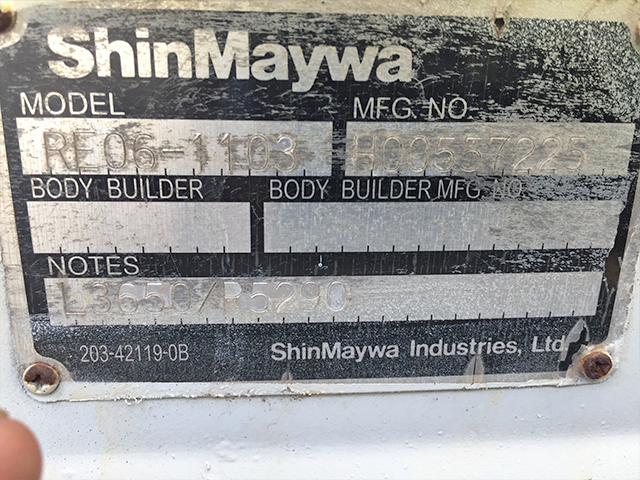 ShinMaywa
MODEL MFG. NO.
RE06-1103 H00537225
BODY BUILDER BODY BUILDER MFG. NO.
NOTES
L3650/R5290
203-42119-0B ShinMaywa Industries, Ltd.